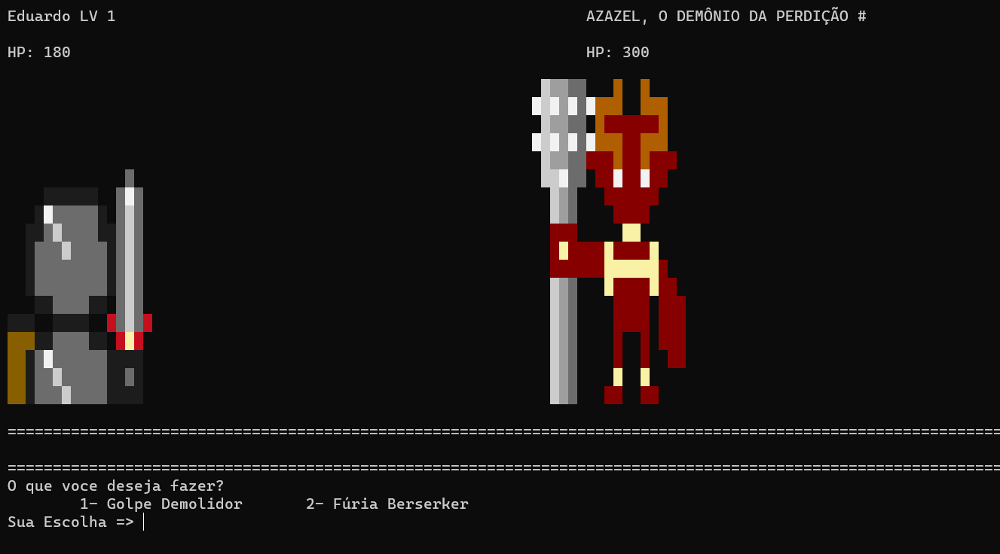 Eduardo LV 1
AZAZEL, O DEMÔNIO DA PERDIÇÃO #
HP: 180
HP: 300
==============================================================================================================
==============================================================================================================
O que voce deseja fazer?
1- Golpe Demolidor 2- Fúria Berserker
Sua Escolha =>